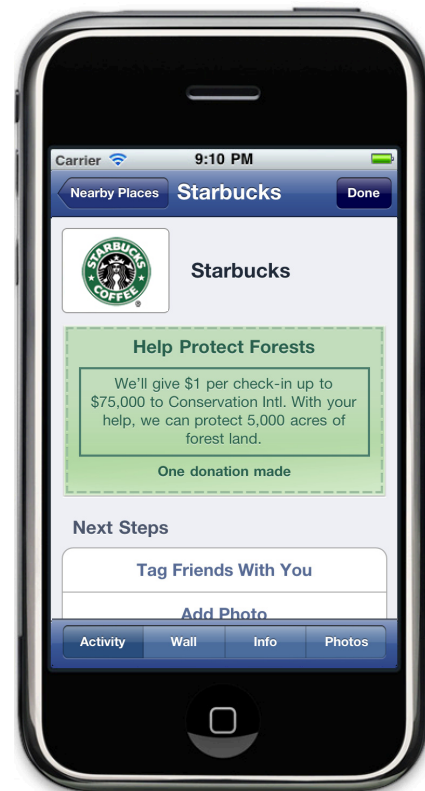 Carrier 9:10 PM
Nearby Places Starbucks Done
STARBUCKS
COFFEE
®
Starbucks
Help Protect Forests
We’ll give $1 per check-in up to
$75,000 to Conservation Intl. With your
help, we can protect 5,000 acres of
forest land.
One donation made
Next Steps
Tag Friends With You
Add Photo
Activity Wall Info Photos